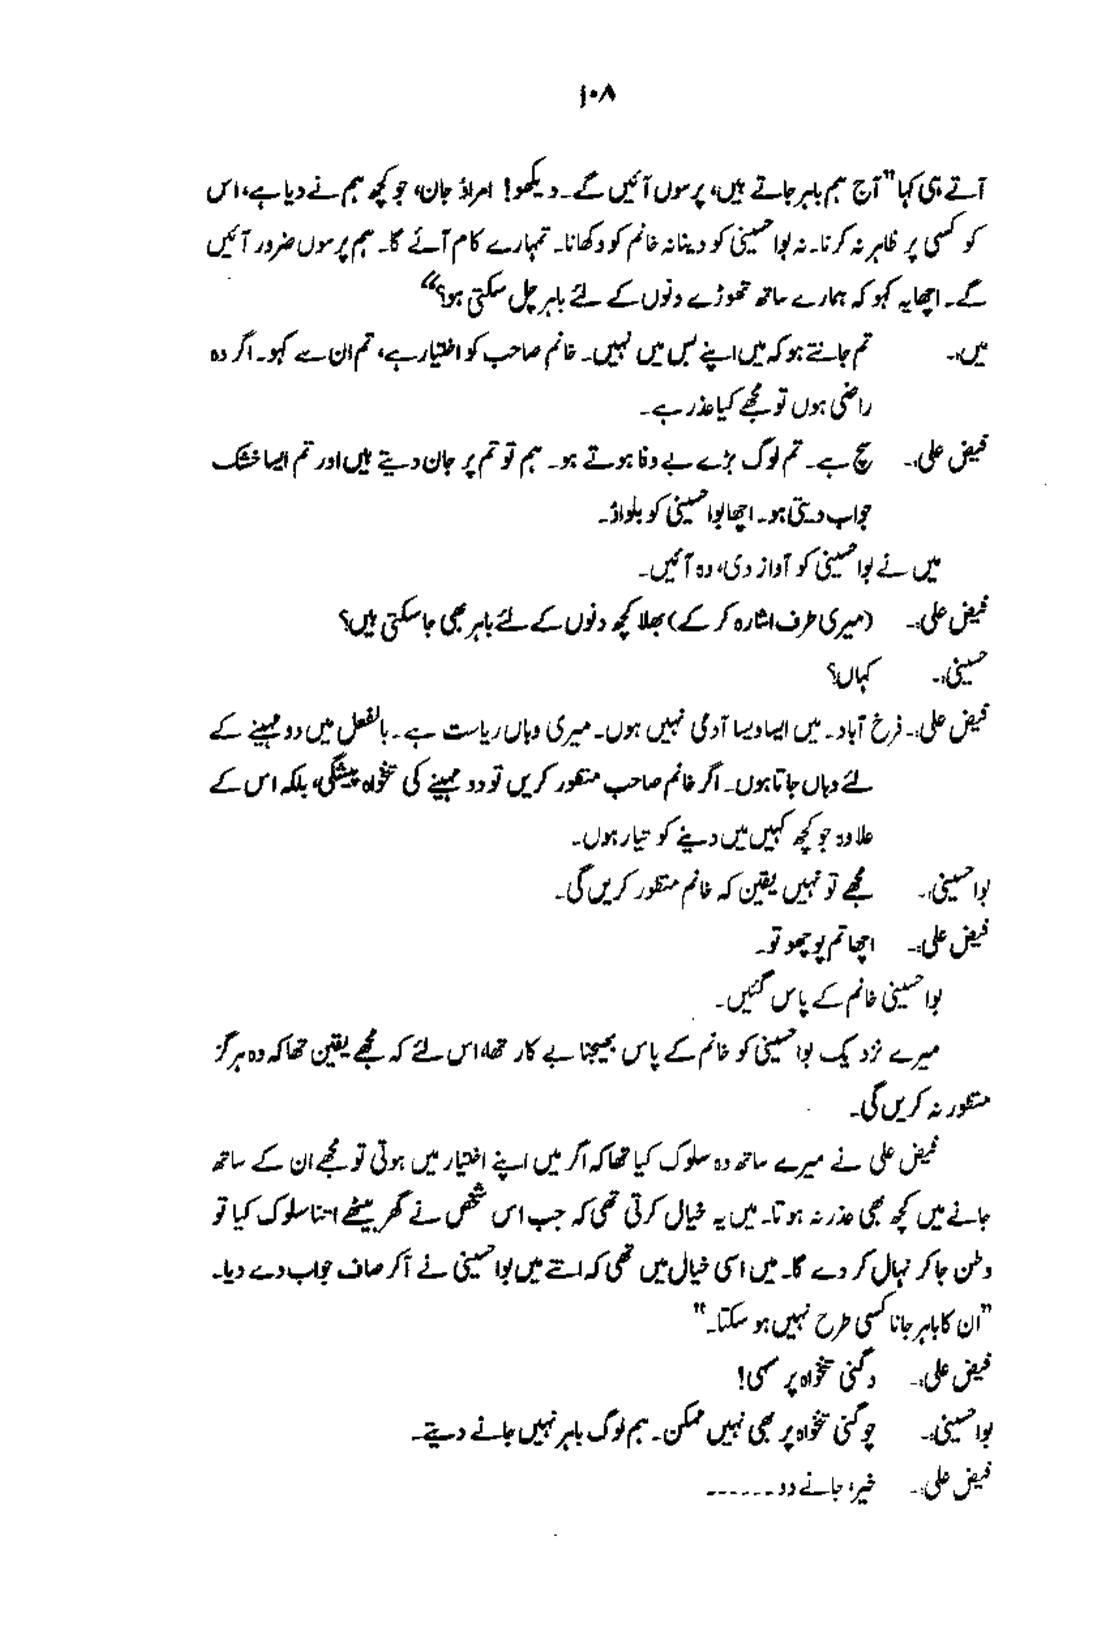 ۱۰۸
آتے ہی کہا "آج ہم باہر جاتے ہیں، پرسوں آئیں گے۔ دیکھو! امراؤ جان، جو کچھ ہم نے دیا ہے، اس
کو کسی پر ظاہر نہ کرنا۔ نہ بوا حسینی کو دینا نہ خانم کو دکھانا۔ تمہارے کام آئے گا۔ ہم پرسوں ضرور آئیں
گے۔ اچھا یہ کہو کہ ہمارے ساتھ تھوڑے دنوں کے لئے باہر چل سکتی ہو؟"
میں:۔ تم جانتے ہو کہ میں اپنے بس میں نہیں۔ خانم صاحب کو اختیار ہے، تم ان سے کہو۔ اگر وہ
راضی ہوں تو مجھے کیا عذر ہے۔
فیض علی:۔ سچ ہے۔ تم لوگ بڑے بے وفا ہوتے ہو۔ ہم تو تم پر جان دیتے ہیں اور تم ایسا خشک
جواب دیتی ہو۔ اچھا بوا حسینی کو بلواؤ۔
میں نے بوا حسینی کو آواز دی، وہ آئیں۔
فیض علی:۔ (میری طرف اشارہ کر کے) بھلا کچھ دنوں کے لئے باہر بھی جا سکتی ہیں؟
حسینی:۔ کہاں؟
فیض علی:۔ فرخ آباد۔ میں ایسا ویسا آدمی نہیں ہوں۔ میری وہاں ریاست ہے۔ بالفعل میں دو مہینے کے
لئے وہاں جاتا ہوں۔ اگر خانم صاحب منظور کریں تو دو مہینے کی تنخواہ پیشگی، بلکہ اس کے
علاوہ جو کچھ کہیں میں دینے کو تیار ہوں۔
بوا حسینی:۔ مجھے تو نہیں یقین کہ خانم منظور کریں گی۔
فیض علی:۔ اچھا تم پوچھو تو۔
بوا حسینی خانم کے پاس گئیں۔
میرے نزدیک بوا حسینی کو خانم کے پاس بھیجنا بے کار تھا، اس لئے کہ مجھے یقین تھا کہ وہ ہرگز
منظور نہ کریں گی۔
فیض علی نے میرے ساتھ وہ سلوک کیا تھا کہ اگر میں اپنے اختیار میں ہوتی تو مجھے ان کے ساتھ
جانے میں کچھ بھی عذر نہ ہوتا۔ میں یہ خیال کرتی تھی کہ جب اس شخص نے گھر بیٹھے اتنا سلوک کیا تو
وطن جا کر نہال کر دے گا۔ میں اسی خیال میں تھی کہ اتنے میں بوا حسینی نے آ کر صاف جواب دے دیا۔
"ان کا باہر جانا کسی طرح نہیں ہو سکتا۔"
فیض علی:۔ دگنی تنخواہ پر سہی!
بوا حسینی:۔ چوگنی تنخواہ پر بھی نہیں ممکن۔ ہم لوگ باہر نہیں جانے دیتے۔
فیض علی:۔ خیر، جانے دو۔۔۔۔۔۔